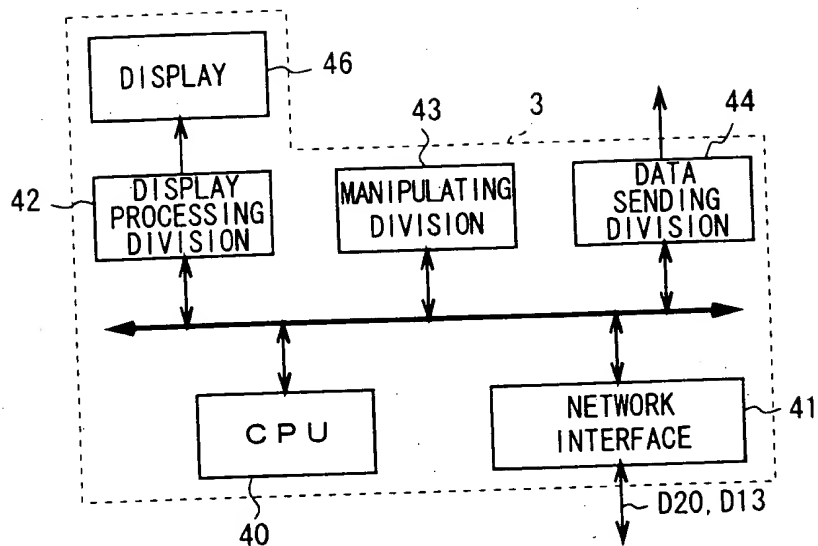 DISPLAY
46
43
3
44
42
DISPLAY
PROCESSING
DIVISION
MANIPULATING
DIVISION
DATA
SENDING
DIVISION
CPU
40
NETWORK
INTERFACE
41
D20, D13